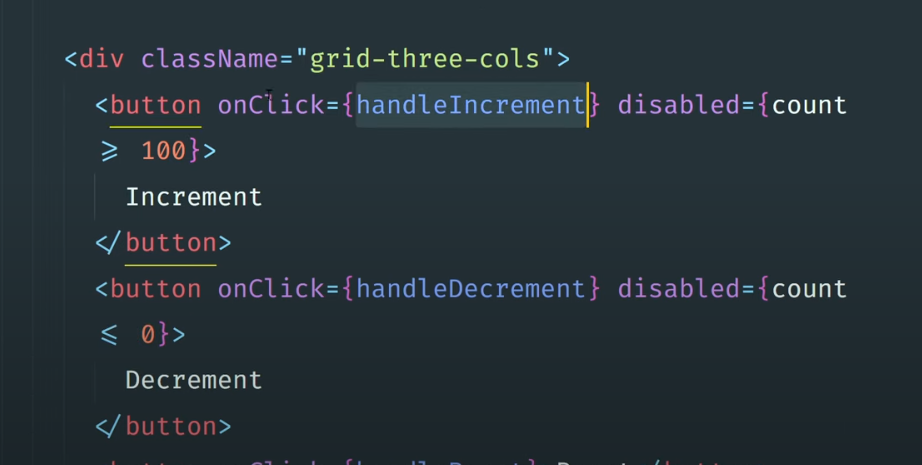 <div className="grid-three-cols">
<button onClick={handleIncrement} disabled={count
>= 100}>
Increment
</button>
<button onClick={handleDecrement} disabled={count
<= 0}>
Decrement
</button>